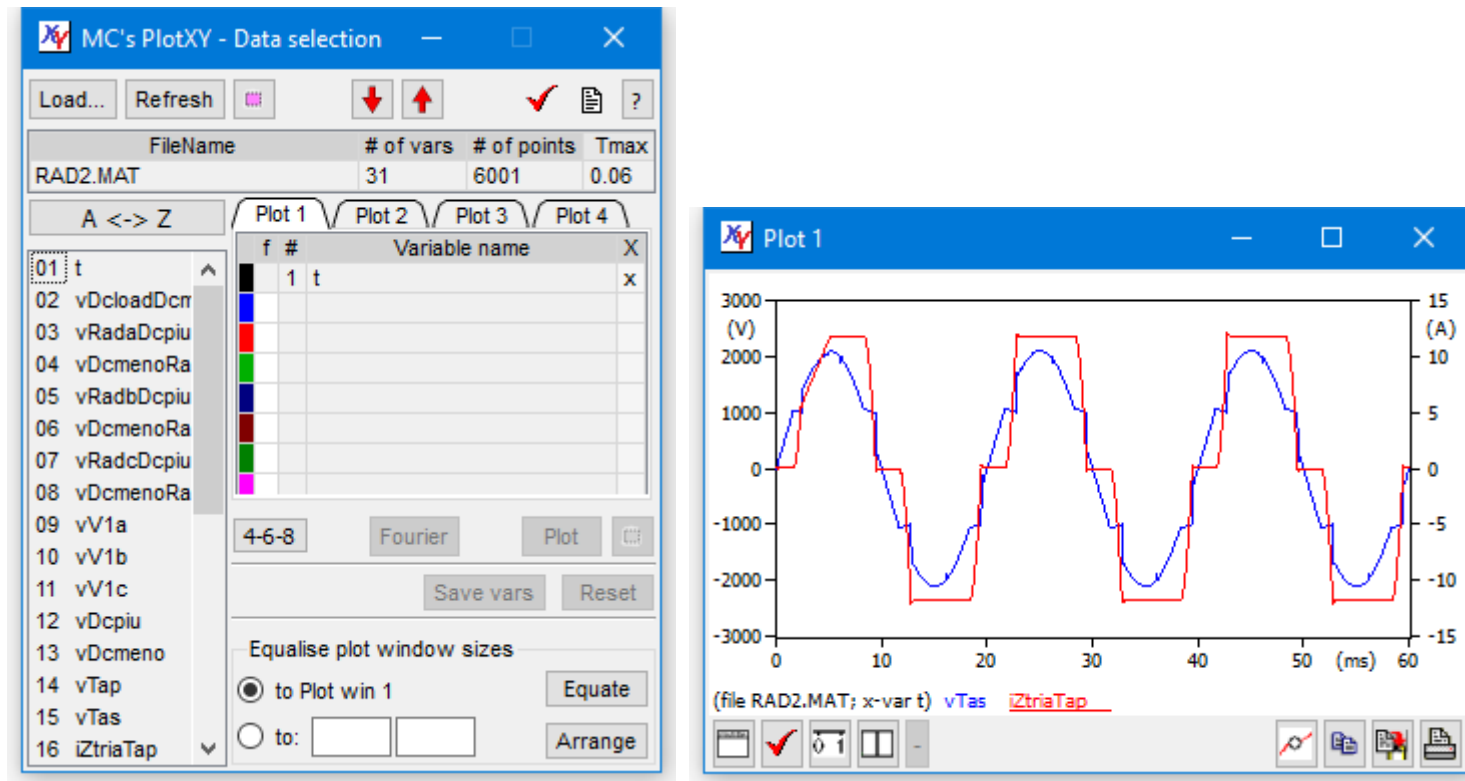 MC's PlotXY - Data selection
Load... Refresh ?
FileName # of vars # of points Tmax
RAD2.MAT 31 6001 0.06
A <-> Z
Plot 1 Plot 2 Plot 3 Plot 4
f # Variable name X
1 t x
01 t
02 vDcloadDcm
03 vRadaDcpiu
04 vDcmenoRa
05 vRadbDcpiu
06 vDcmenoRa
07 vRadcDcpiu
08 vDcmenoRa
09 vV1a
10 vV1b
11 vV1c
12 vDcpiu
13 vDcmeno
14 vTap
15 vTas
16 iZtriaTap
4-6-8 Fourier Plot
Save vars Reset
Equalise plot window sizes
to Plot win 1 Equate
to: Arrange
XY Plot 1
3000 15
(V) (A)
2000 10
1000 5
0 0
-1000 -5
-2000 -10
-3000 -15
0 10 20 30 40 50 (ms) 60
(file RAD2.MAT; x-var t) vTas iZtriaTap
0 1 -